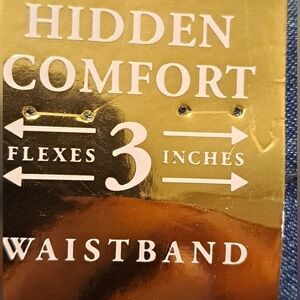 HIDDEN
COMFORT
FLEXES 3 INCHES
WAISTBAND